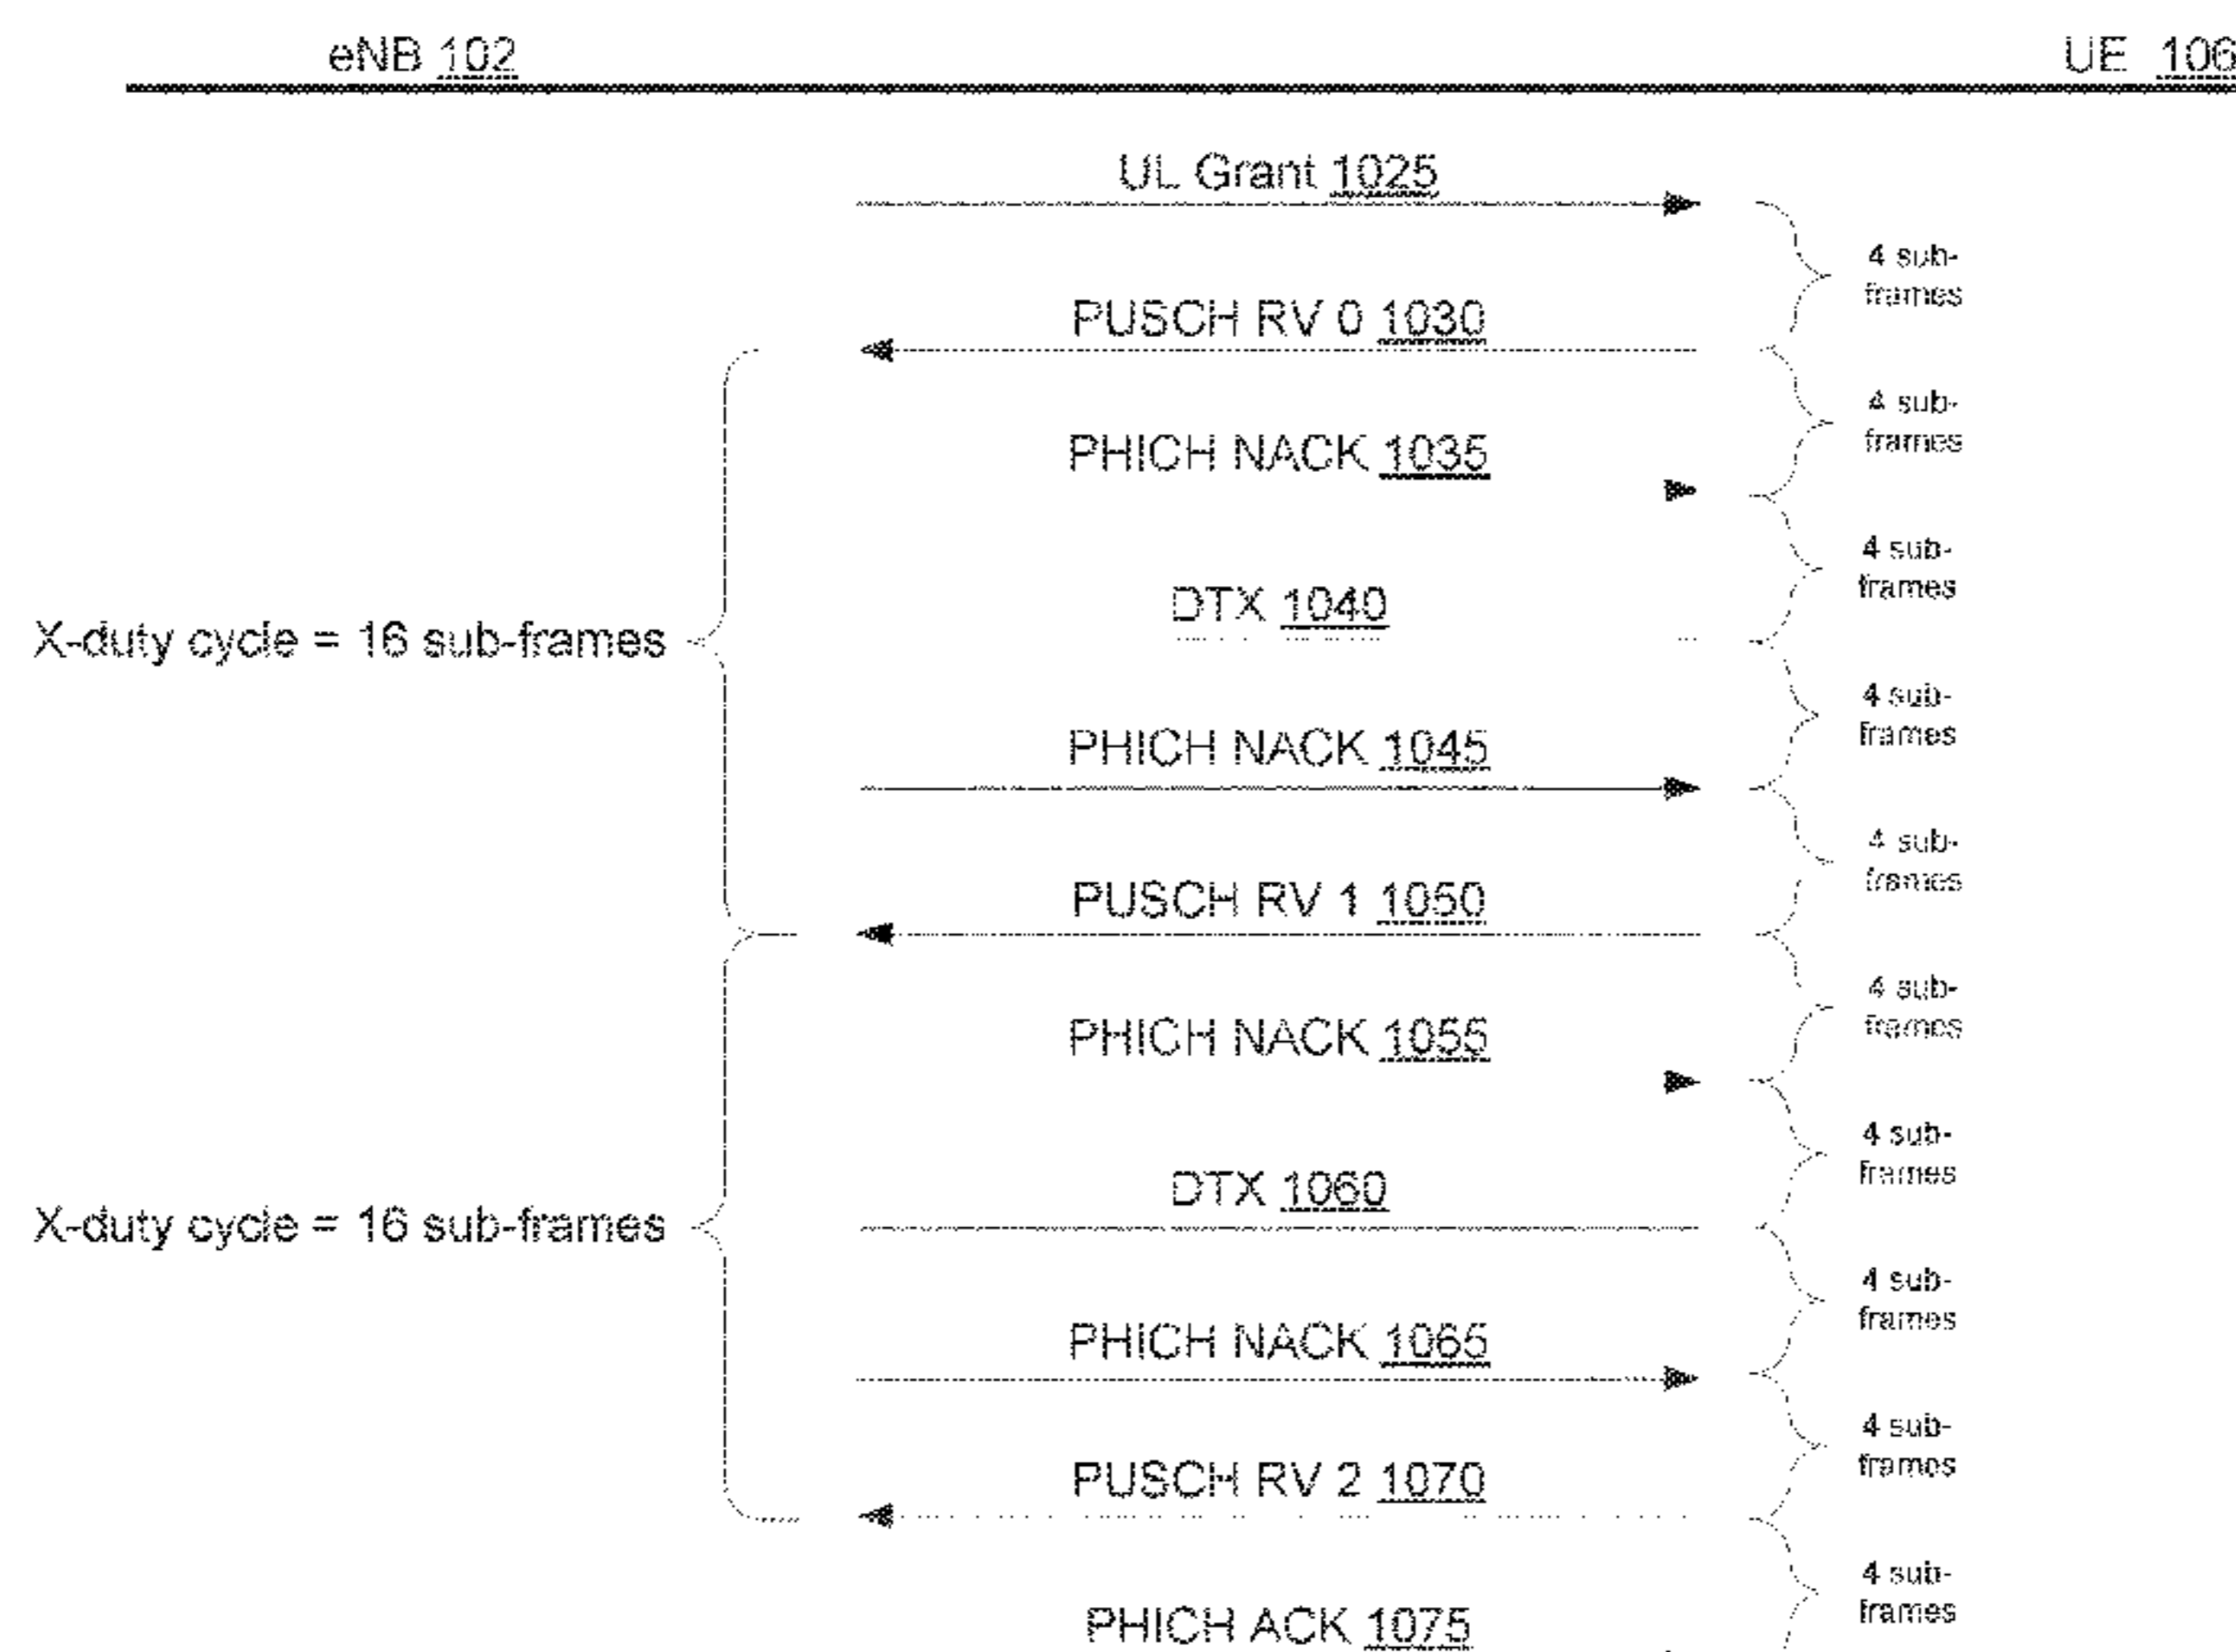 eNB 102
UE 106
UL Grant 1025
4 sub-
frames
PUSCH RV 0 1030
4 sub-
frames
PHICH NACK 1035
4 sub-
frames
DTX 1040
X-duty cycle = 16 sub-frames
4 sub-
frames
PHICH NACK 1045
4 sub-
frames
PUSCH RV 1 1050
4 sub-
frames
PHICH NACK 1055
4 sub-
frames
DTX 1060
X-duty cycle = 16 sub-frames
4 sub-
frames
PHICH NACK 1065
4 sub-
frames
PUSCH RV 2 1070
4 sub-
frames
PHICH ACK 1075